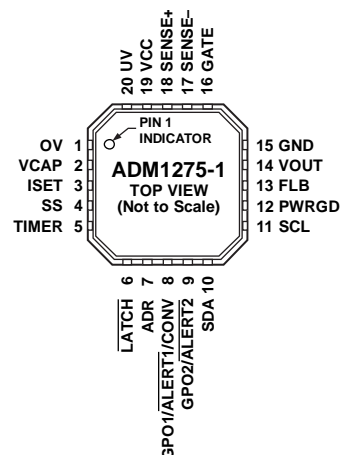 20 UV
19 VCC
18 SENSE+
17 SENSE–
16 GATE
PIN 1
INDICATOR
OV 1
VCAP 2
ISET 3
SS 4
TIMER 5
ADM1275-1
TOP VIEW
(Not to Scale)
15 GND
14 VOUT
13 FLB
12 PWRGD
11 SCL
LATCH 6
ADR 7
GPO1/ALERT1/CONV 8
GPO2/ALERT2 9
SDA 10